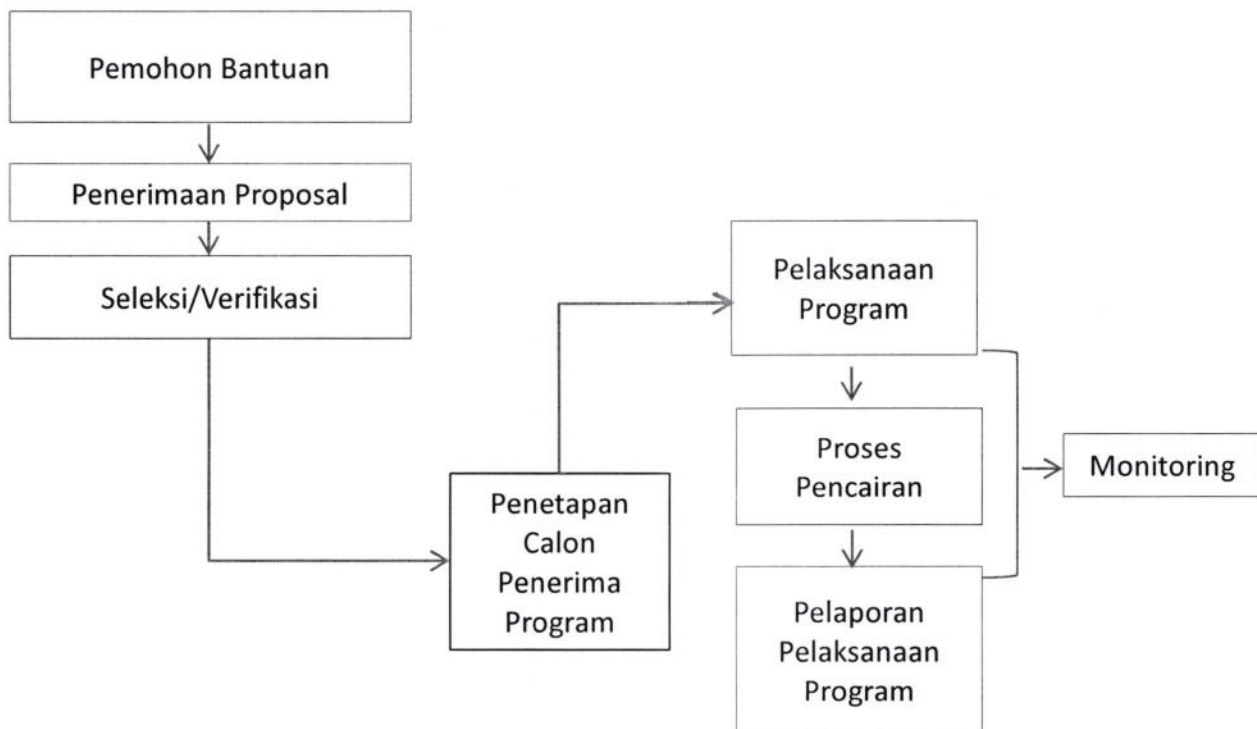 Pemohon Bantuan
Penerimaan Proposal
Seleksi/Verifikasi
Penetapan
Calon
Penerima
Program
Pelaksanaan
Program
Proses
Pencairan
Pelaporan
Pelaksanaan
Program
Monitoring